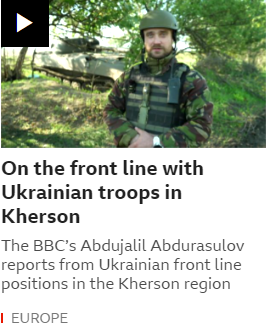 On the front line with
Ukrainian troops in
Kherson
The BBC's Abdujalil Abdurasulov
reports from Ukrainian front line
positions in the Kherson region
EUROPE